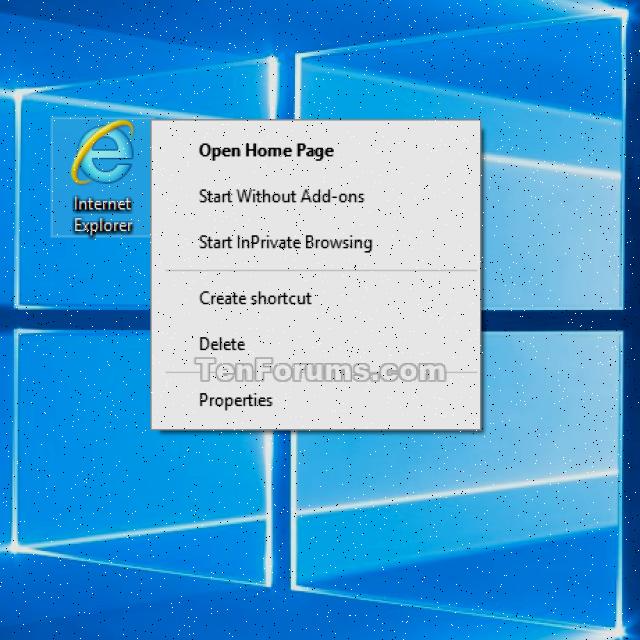 Internet
Explorer
Open Home Page
Start Without Add-ons
Start InPrivate Browsing
Create shortcut
Delete
TenForums.com
Properties